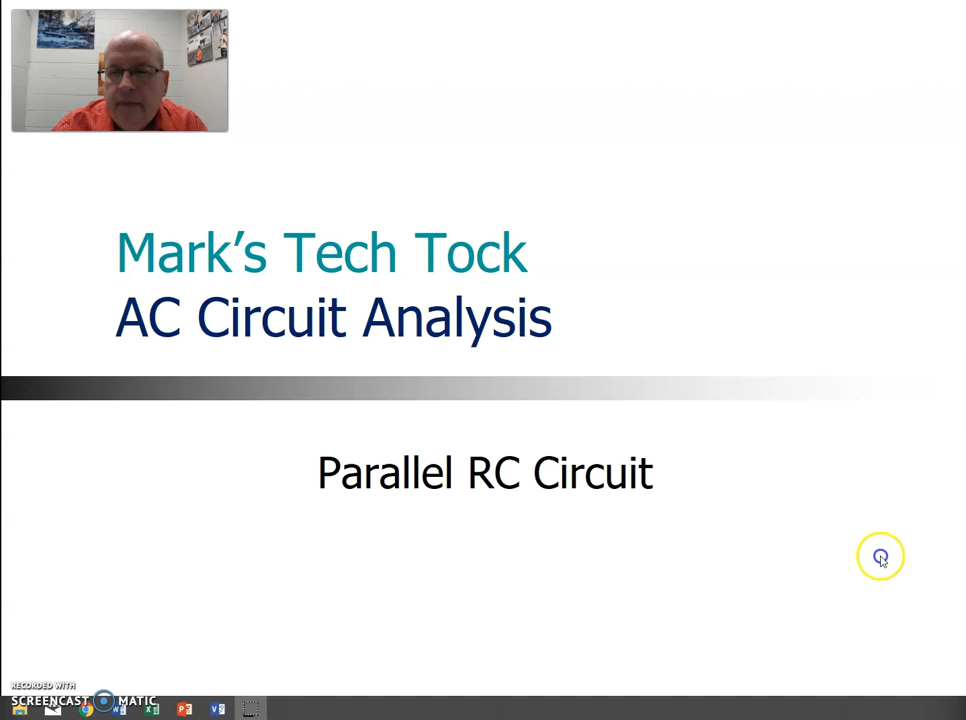 Mark’s Tech Tock
AC Circuit Analysis
Parallel RC Circuit
RECORDED WITH
SCREENCAST MATIC